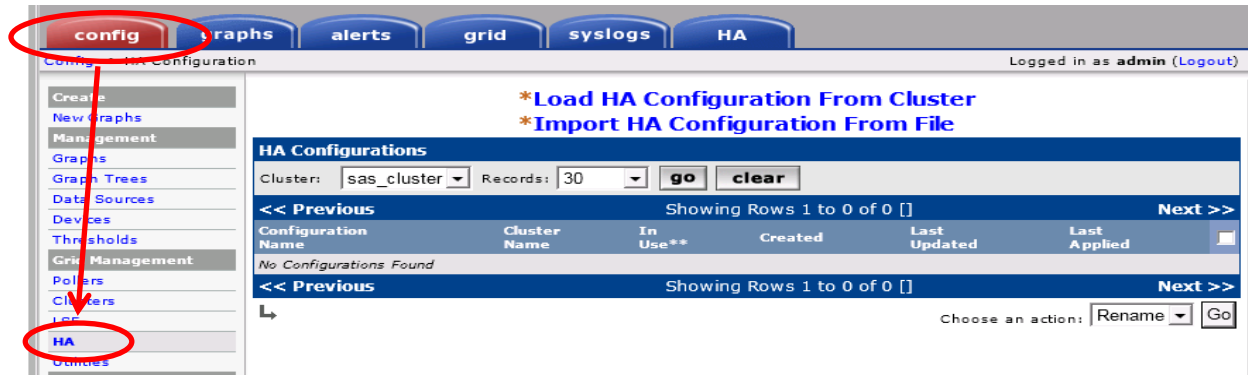 config graphs alerts grid syslogs HA
Config > HA Configuration Logged in as admin (Logout)
Create
New Graphs
Management
Graphs
Graph Trees
Data Sources
Devices
Thresholds
Grid Management
Pollers
Clusters
LSF
HA
Utilities
*Load HA Configuration From Cluster
*Import HA Configuration From File
HA Configurations
Cluster: sas_cluster Records: 30 go clear
<< Previous Showing Rows 1 to 0 of 0 [] Next >>
Configuration Name Cluster Name In Use** Created Last Updated Last Applied
No Configurations Found
<< Previous Showing Rows 1 to 0 of 0 [] Next >>
Choose an action: Rename Go